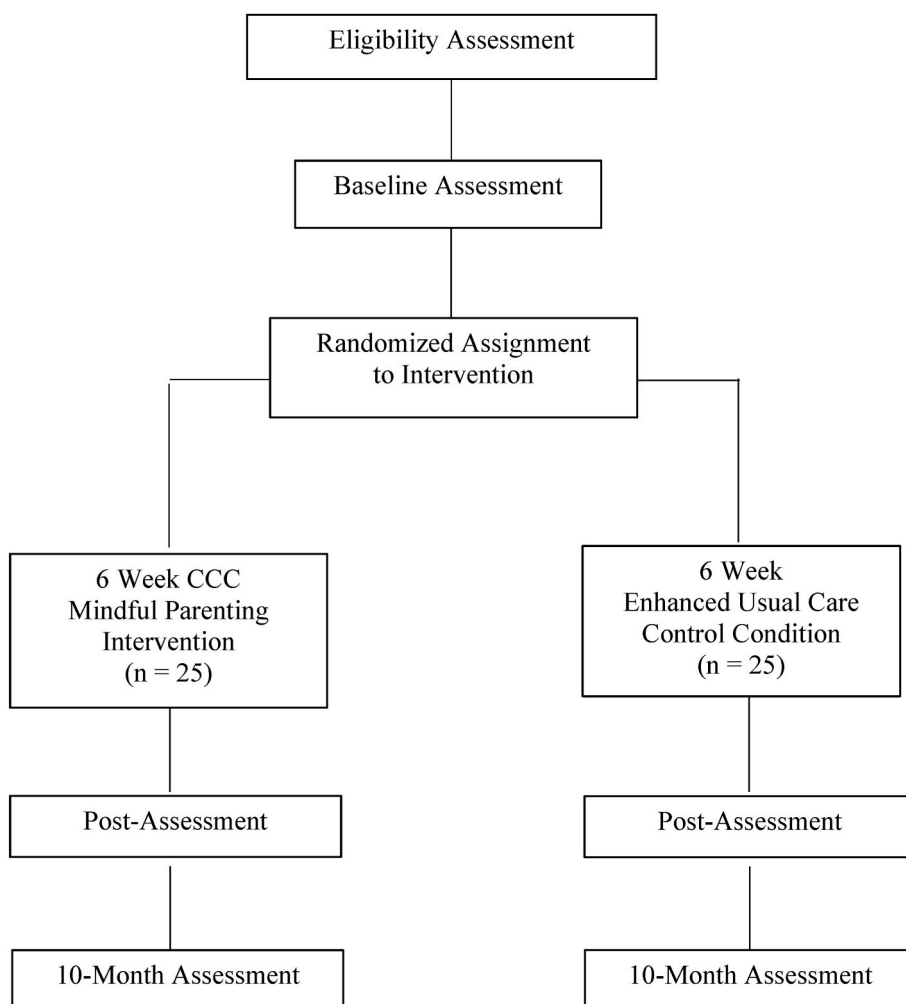 Eligibility Assessment
Baseline Assessment
Randomized Assignment
to Intervention
6 Week CCC
Mindful Parenting
Intervention
(n = 25)
6 Week
Enhanced Usual Care
Control Condition
(n = 25)
Post-Assessment
Post-Assessment
10-Month Assessment
10-Month Assessment